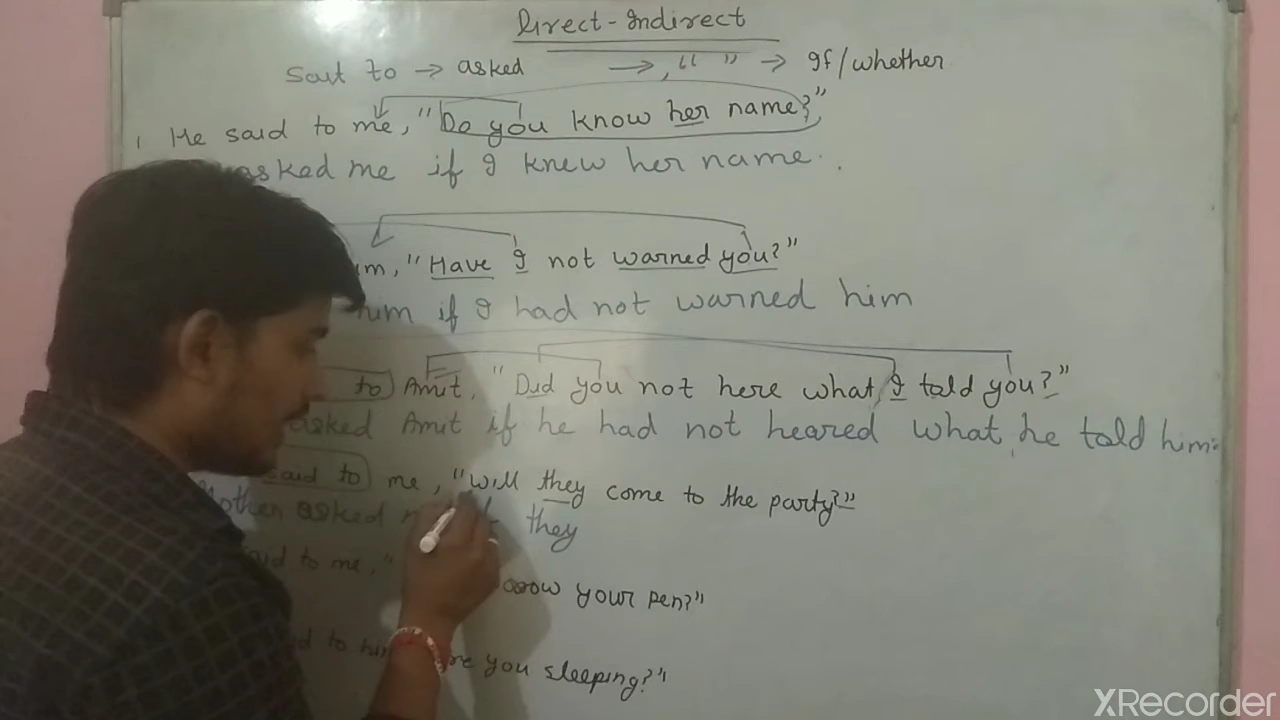 Direct-Indirect
Said to → asked → , " " → If/whether
1 He said to me, "Do you know her name?"
asked me if I knew her name.
"Have I not warned you?"
him if I had not warned him
to Amit, "Did you not here what I told you?"
asked Amit if he had not heared what he told him.
said to me, "Will they come to the party?"
Mother asked they
to me, " your pen?"
to you sleeping?"
XRecorder